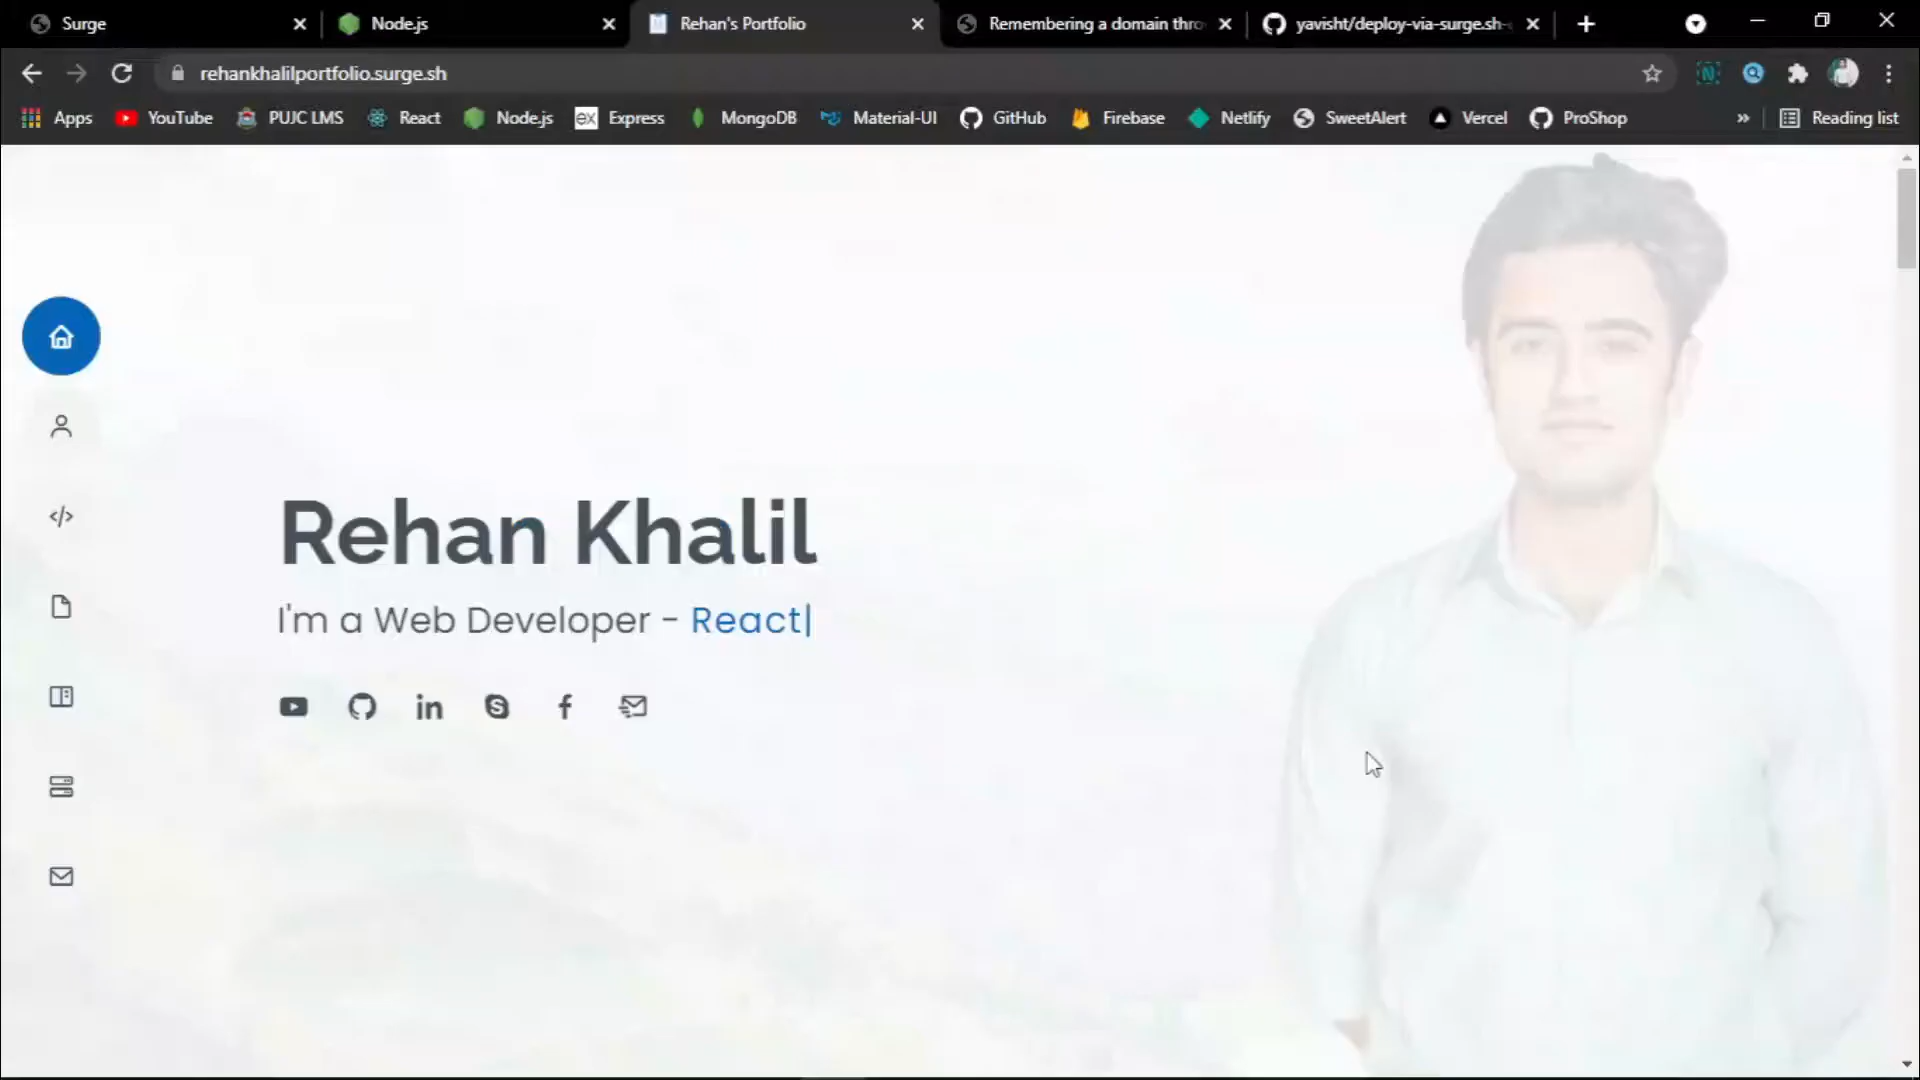 Surge
Node.js
Rehan's Portfolio
Remembering a domain thro
yavisht/deploy-via-surge.sh-
rehankhalilportfolio.surge.sh
Apps
YouTube
PUJC LMS
React
Node.js
ex
Express
MongoDB
Material-UI
GitHub
Firebase
Netlify
SweetAlert
Vercel
ProShop
»
Reading list
Rehan Khalil
I'm a Web Developer - React|